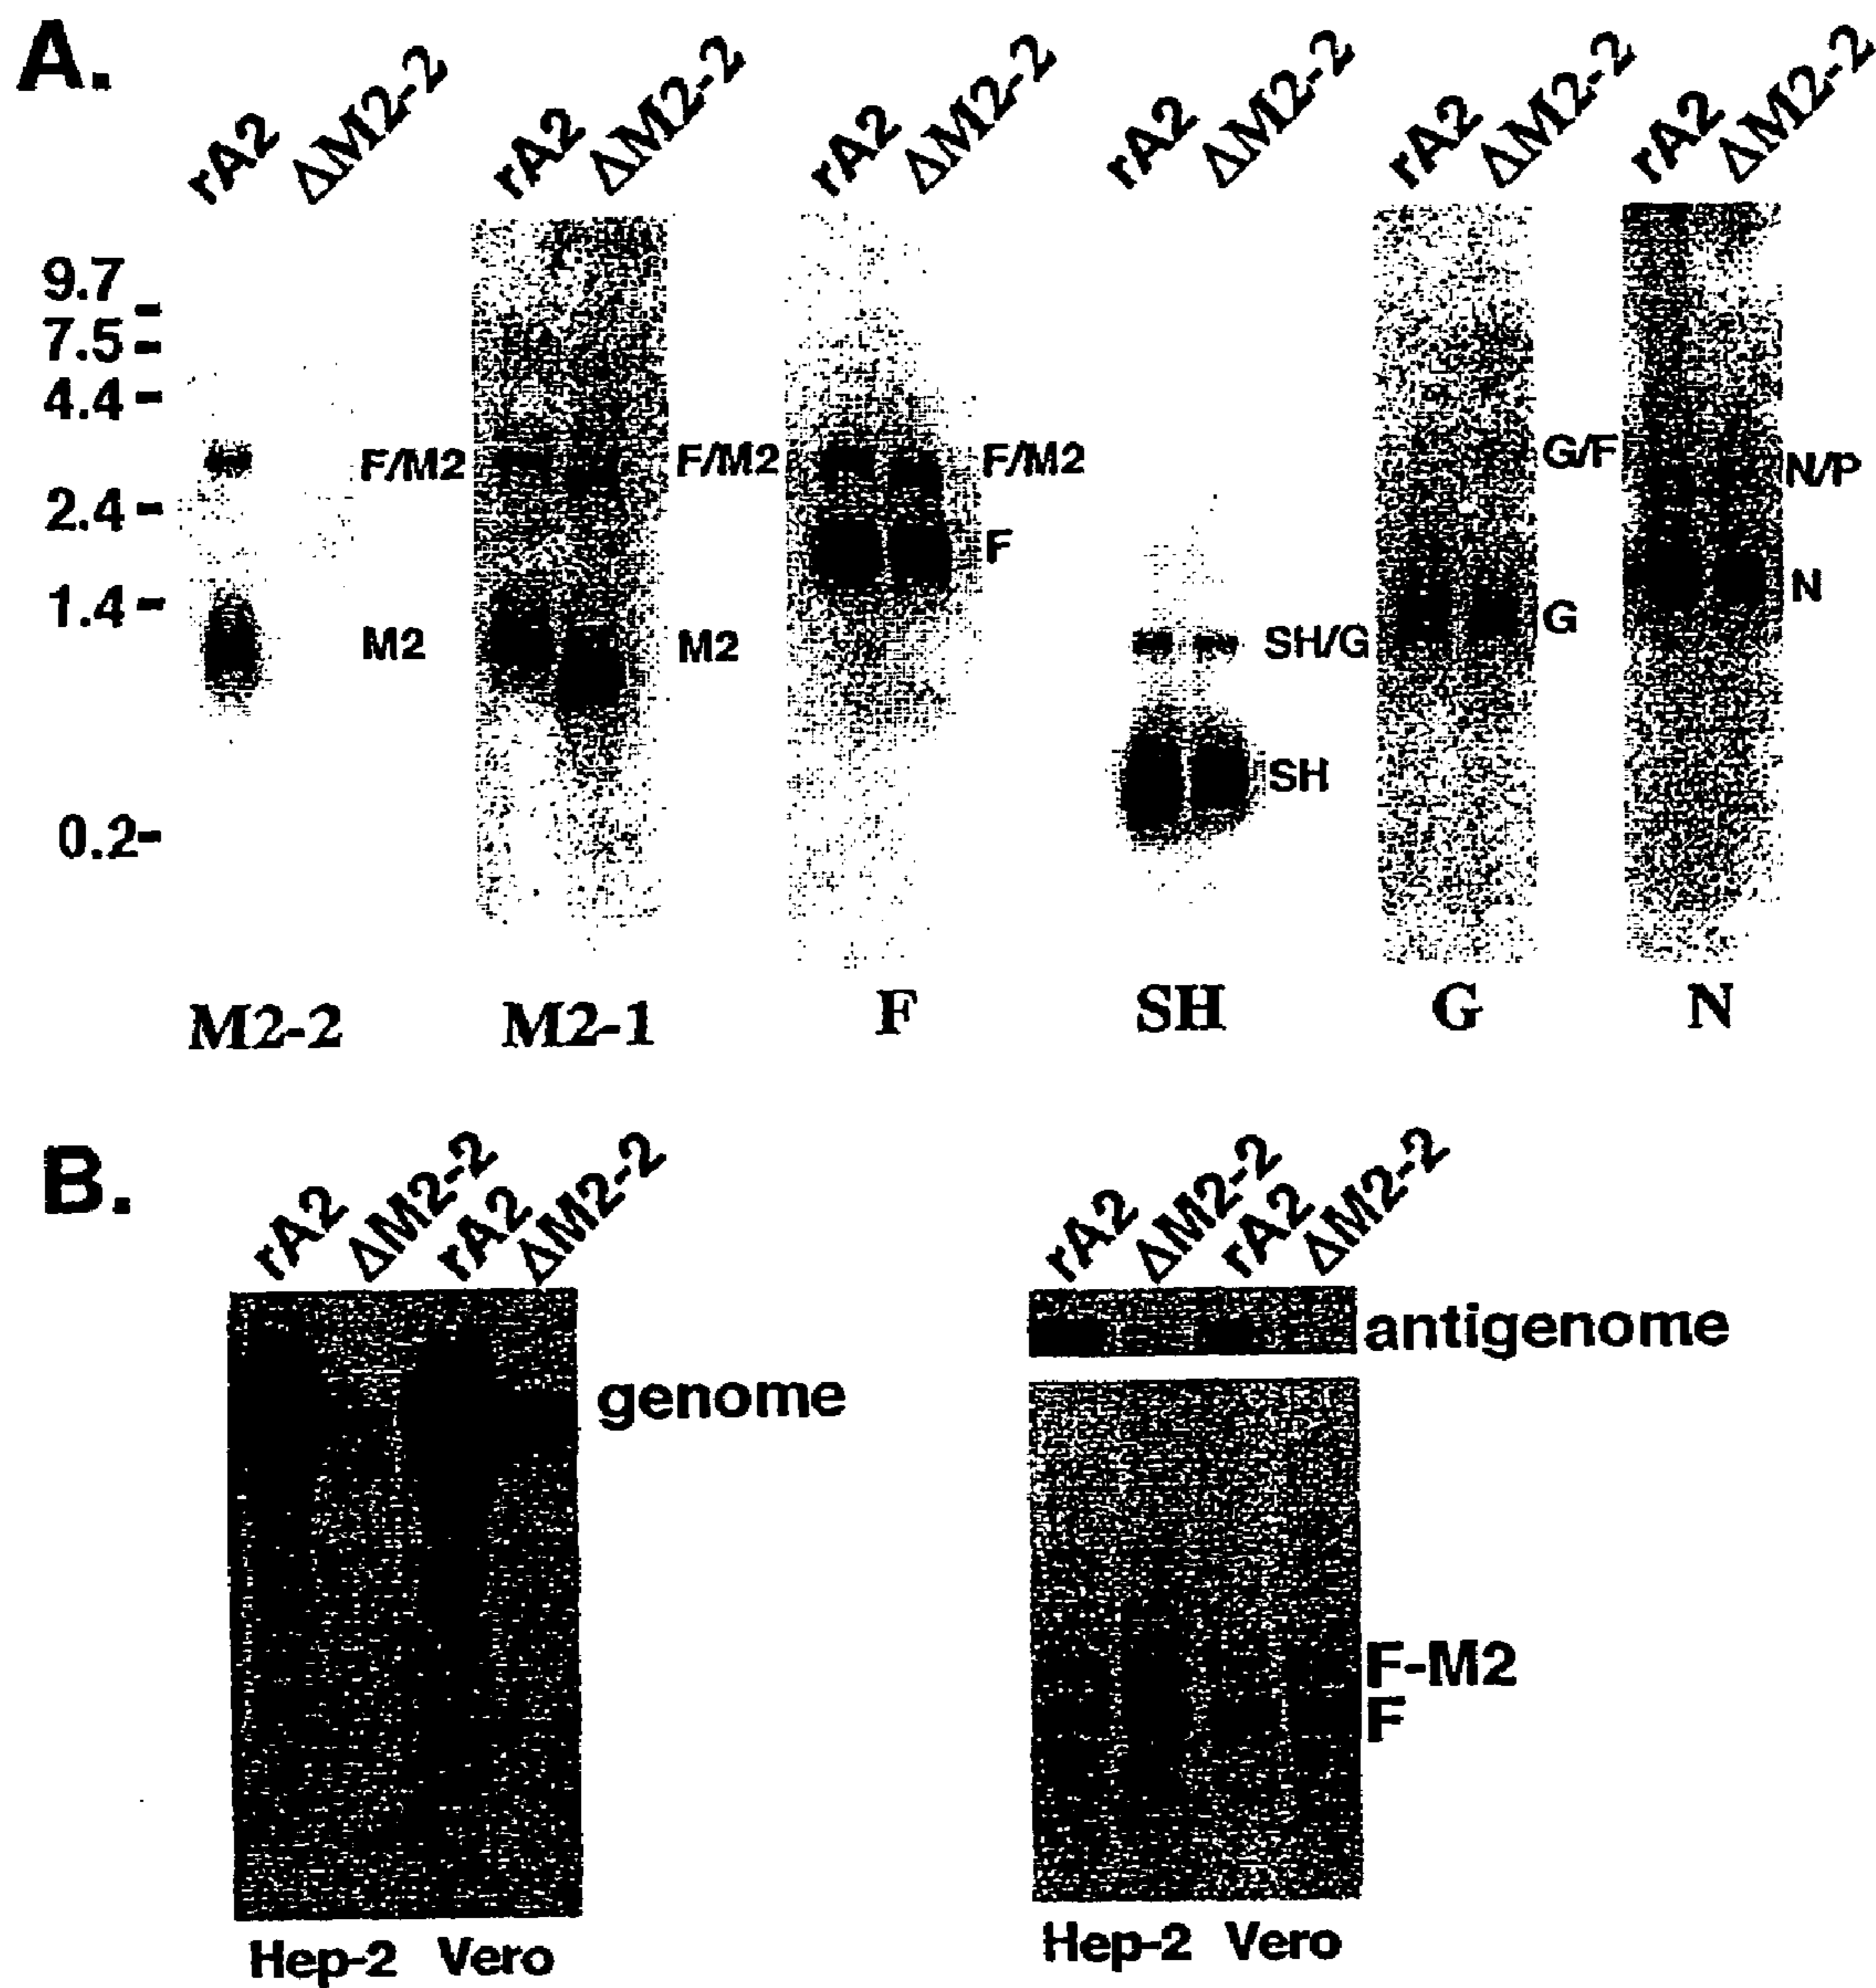 A.
rA2 ΔM2-2 rA2 ΔM2-2 rA2 ΔM2-2 rA2 ΔM2-2 rA2 ΔM2-2 rA2 ΔM2-2
9.7
7.5
4.4
2.4
1.4
0.2
F/M2
M2
F/M2
M2
F/M2
F
SH/G
SH
G/F
G
N/P
N
M2-2 M2-1 F SH G N
B.
rA2 ΔM2-2 rA2 ΔM2-2
genome
Hep-2 Vero
rA2 ΔM2-2 rA2 ΔM2-2
antigenome
F-M2
F
Hep-2 Vero